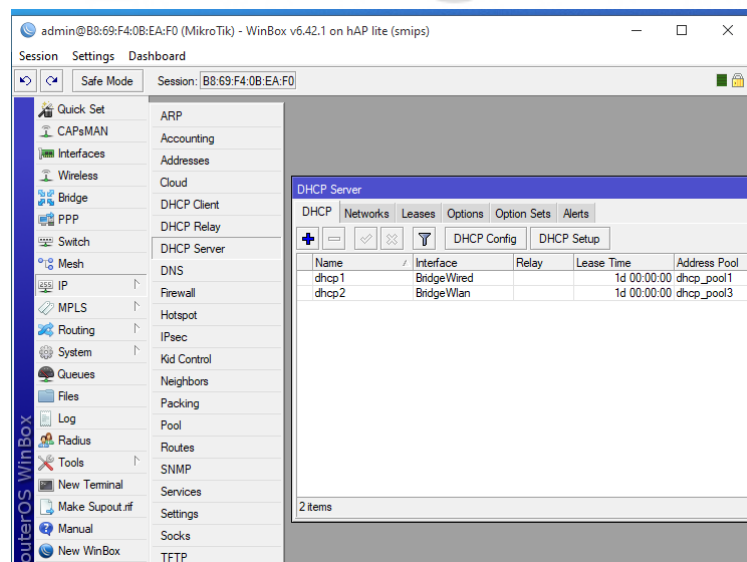 admin@B8:69:F4:0B:EA:F0 (MikroTik) - WinBox v6.42.1 on hAP lite (smips)
Session Settings Dashboard
Safe Mode Session: B8:69:F4:0B:EA:F0
Quick Set
CAPsMAN
Interfaces
Wireless
Bridge
PPP
Switch
Mesh
IP
MPLS
Routing
System
Queues
Files
Log
Radius
Tools
New Terminal
Make Supout.rif
Manual
New WinBox
outerOS WinBox
ARP
Accounting
Addresses
Cloud
DHCP Client
DHCP Relay
DHCP Server
DNS
Firewall
Hotspot
IPsec
Kid Control
Neighbors
Packing
Pool
Routes
SNMP
Services
Settings
Socks
TFTP
DHCP Server
DHCP Networks Leases Options Option Sets Alerts
DHCP Config DHCP Setup
Name Interface Relay Lease Time Address Pool
dhcp1 BridgeWired 1d 00:00:00 dhcp_pool1
dhcp2 BridgeWlan 1d 00:00:00 dhcp_pool3
2 items